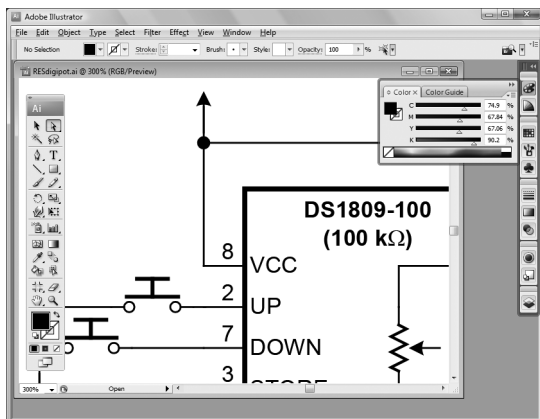 Adobe Illustrator
File Edit Object Type Select Filter Effect View Window Help
No Selection Stroke: Brush: Style: Opacity: 100 %
RESdigipot.ai @ 300% (RGB/Preview)
Color × Color Guide
C 74.9 %
M 67.84 %
Y 67.06 %
K 90.2 %
Ai
T
DS1809-100
(100 kΩ)
8 VCC
2 UP
7 DOWN
3 STORE
300% Open